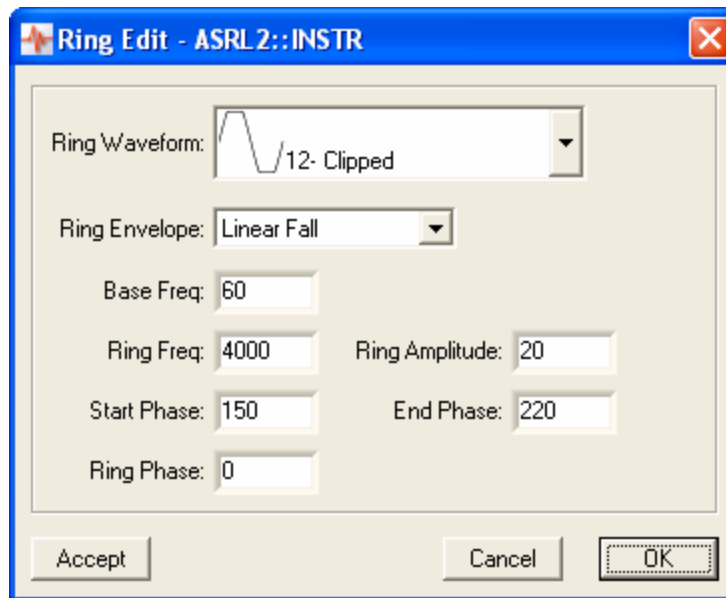 Ring Edit - ASRL2::INSTR
Ring Waveform: 12- Clipped
Ring Envelope: Linear Fall
Base Freq: 60
Ring Freq: 4000 Ring Amplitude: 20
Start Phase: 150 End Phase: 220
Ring Phase: 0
Accept Cancel OK